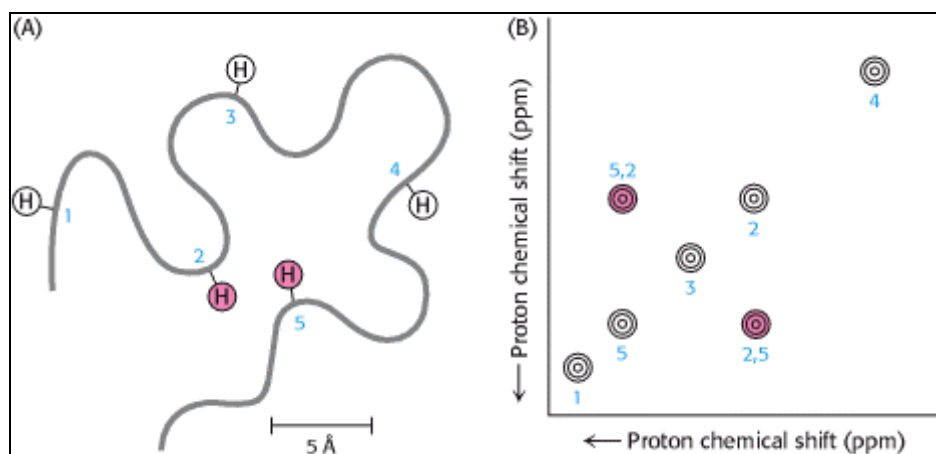 (A)
H
3
H
1
4
H
2
H
H
5
5 Å
(B)
← Proton chemical shift (ppm)
4
5,2
2
3
5
2,5
1
← Proton chemical shift (ppm)